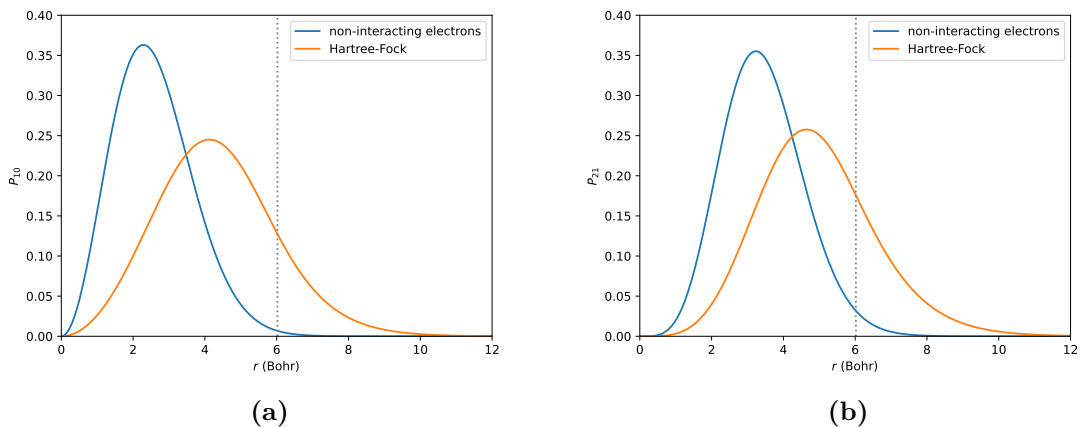 non-interacting electrons
Hartree-Fock
P₁₀
0.40
0.35
0.30
0.25
0.20
0.15
0.10
0.05
0.00
0 2 4 6 8 10 12
r (Bohr)
(a)
non-interacting electrons
Hartree-Fock
P₂₁
0.40
0.35
0.30
0.25
0.20
0.15
0.10
0.05
0.00
0 2 4 6 8 10 12
r (Bohr)
(b)